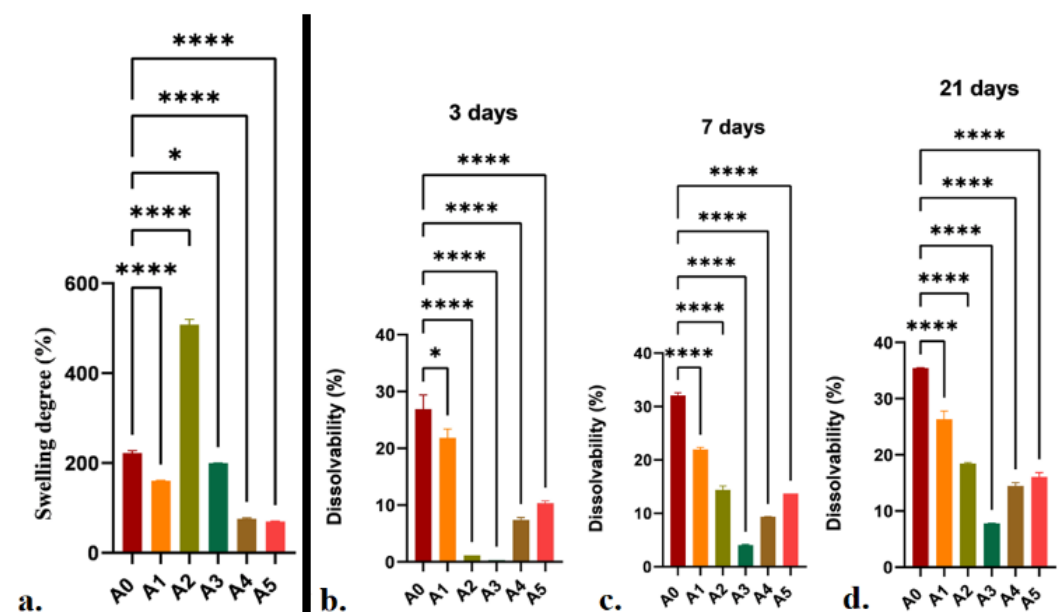 ****
****
*
****
****
600
400
200
0
Swelling degree (%)
A0 A1 A2 A3 A4 A5
a.
3 days
****
****
****
****
*
40
30
20
10
0
Dissolvability (%)
A0 A1 A2 A3 A4 A5
b.
7 days
****
****
****
****
****
40
30
20
10
0
Dissolvability (%)
A0 A1 A2 A3 A4 A5
c.
21 days
****
****
****
****
****
40
30
20
10
0
Dissolvability (%)
A0 A1 A2 A3 A4 A5
d.